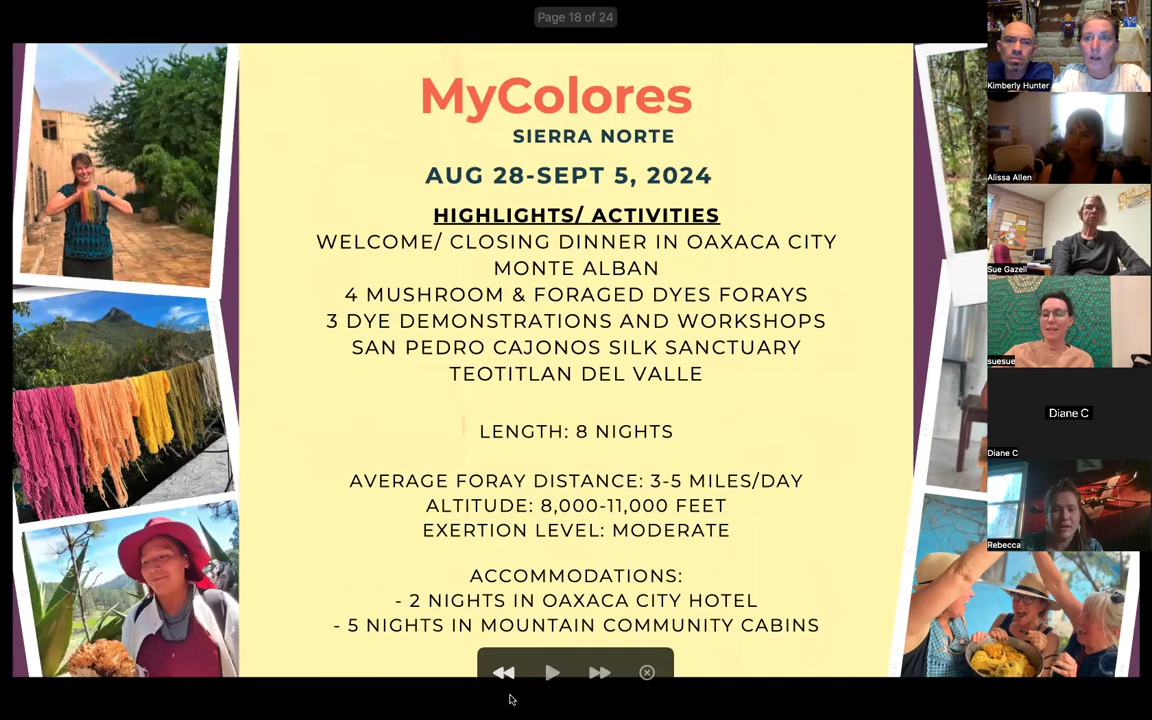 Page 18 of 24
MyColores
SIERRA NORTE
AUG 28-SEPT 5, 2024
HIGHLIGHTS/ ACTIVITIES
WELCOME/ CLOSING DINNER IN OAXACA CITY
MONTE ALBAN
4 MUSHROOM & FORAGED DYES FORAYS
3 DYE DEMONSTRATIONS AND WORKSHOPS
SAN PEDRO CAJONOS SILK SANCTUARY
TEOTITLAN DEL VALLE
LENGTH: 8 NIGHTS
AVERAGE FORAY DISTANCE: 3-5 MILES/DAY
ALTITUDE: 8,000-11,000 FEET
EXERTION LEVEL: MODERATE
ACCOMMODATIONS:
- 2 NIGHTS IN OAXACA CITY HOTEL
- 5 NIGHTS IN MOUNTAIN COMMUNITY CABINS
Kimberly Hunter
Alissa Allen
Sue Gazell
suesue
Diane C
Diane C
Rebecca